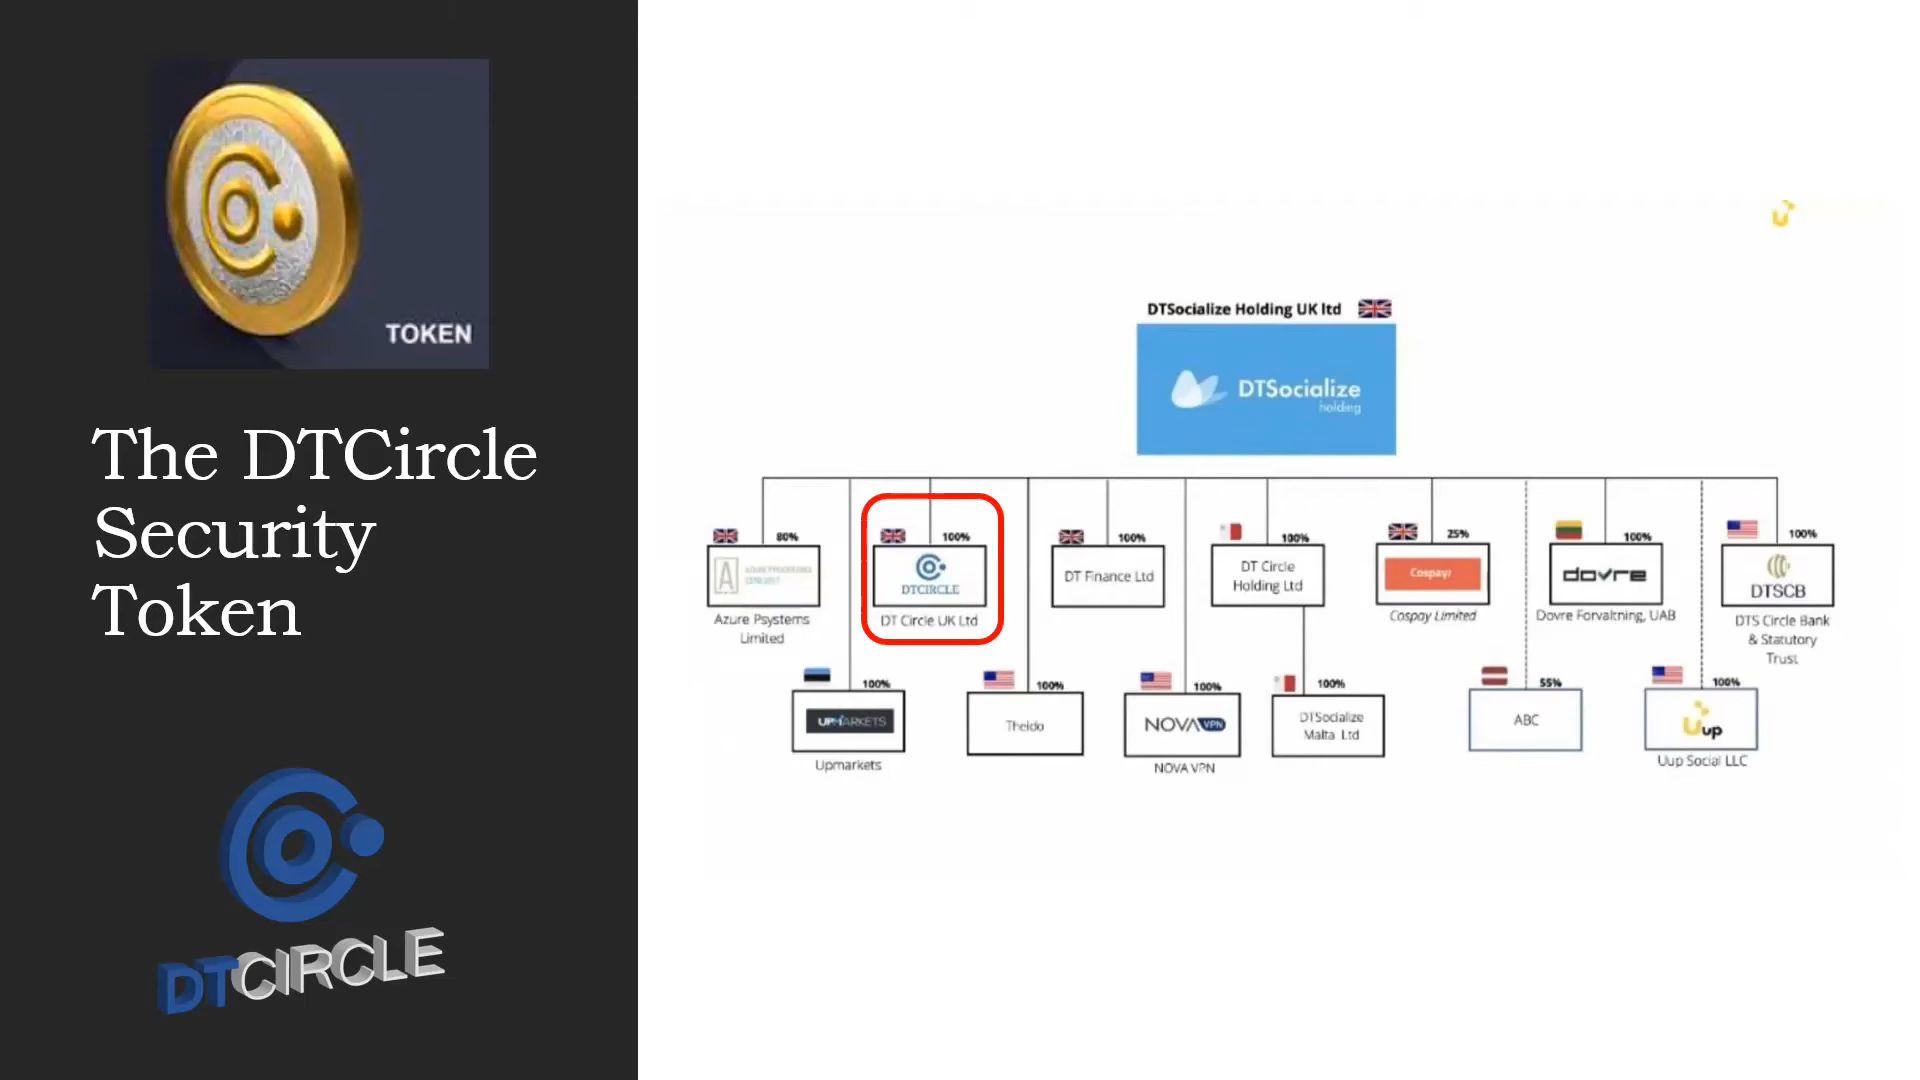 TOKEN
The DTCircle
Security
Token
DTCIRCLE
DTSocialize Holding UK ltd
DTSocialize
holding
80%
Azure Psystems
Limited
100%
DTCIRCLE
DT Circle UK Ltd
100%
DT Finance Ltd
100%
DT Circle
Holding Ltd
25%
Cospayr
Cospay Limited
100%
dovre
Dovre Forvaltning, UAB
100%
DTSCB
DTS Circle Bank
& Statutory
Trust
100%
UPMARKETS
Upmarkets
100%
Theido
100%
NOVA VPN
NOVA VPN
100%
DTSocialize
Malta Ltd
55%
ABC
100%
Uup
Uup Social LLC